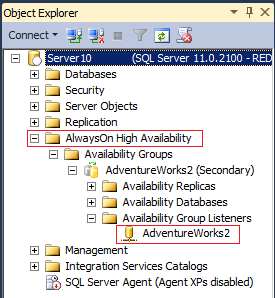 Object Explorer
Connect
Server10 (SQL Server 11.0.2100 - RED
Databases
Security
Server Objects
Replication
AlwaysOn High Availability
Availability Groups
AdventureWorks2 (Secondary)
Availability Replicas
Availability Databases
Availability Group Listeners
AdventureWorks2
Management
Integration Services Catalogs
SQL Server Agent (Agent XPs disabled)